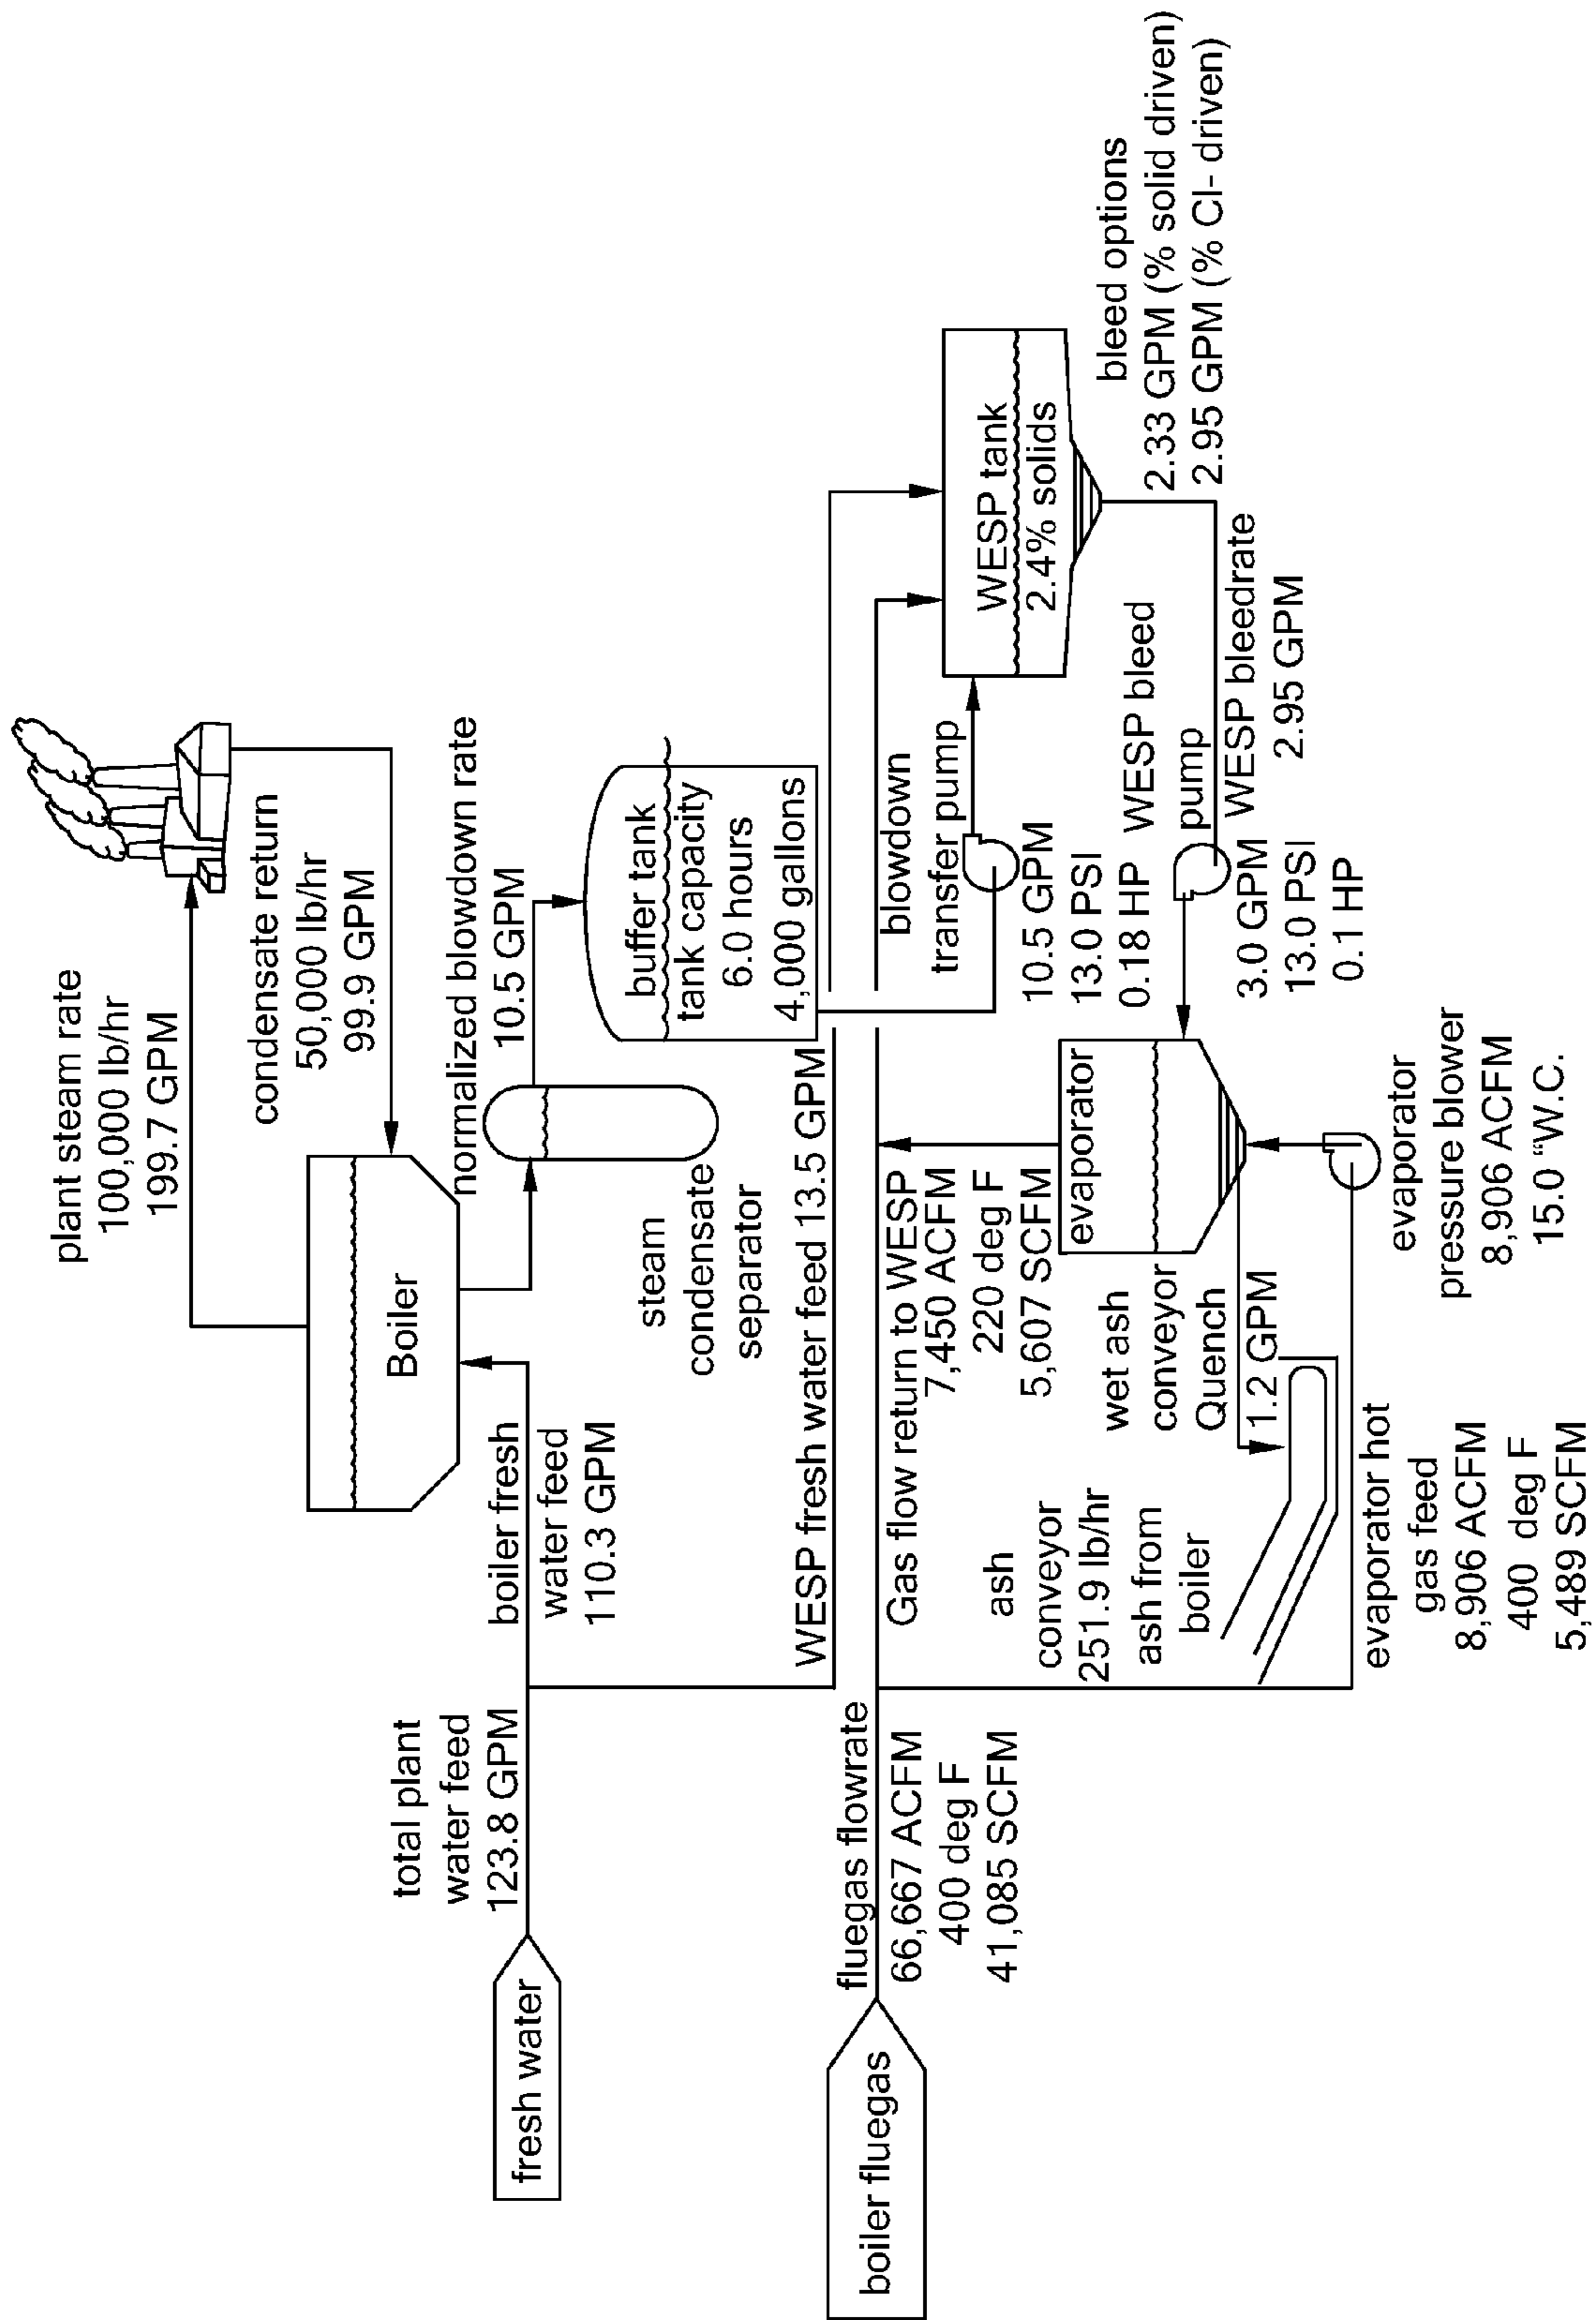 plant steam rate
100,000 lb/hr
199.7 GPM
condensate return
50,000 lb/hr
99.9 GPM
Boiler
total plant
water feed
123.8 GPM
boiler fresh
water feed
110.3 GPM
fresh water
normalized blowdown rate
10.5 GPM
steam
condensate
separator
buffer tank
tank capacity
6.0 hours
4,000 gallons
WESP fresh water feed 13.5 GPM
fluegas flowrate
66,667 ACFM
400 deg F
41,085 SCFM
boiler fluegas
Gas flow return to WESP
7,450 ACFM
220 deg F
5,607 SCFM
blowdown
transfer pump
10.5 GPM
13.0 PSI
0.18 HP
WESP tank
2.4% solids
bleed options
2.33 GPM (% solid driven)
2.95 GPM (% Cl- driven)
WESP bleed
pump
3.0 GPM
13.0 PSI
0.1 HP
WESP bleedrate
2.95 GPM
evaporator
wet ash
conveyor
Quench
1.2 GPM
ash
conveyor
251.9 lb/hr
ash from
boiler
evaporator hot
gas feed
8,906 ACFM
400 deg F
5,489 SCFM
evaporator
pressure blower
8,906 ACFM
15.0 “W.C.